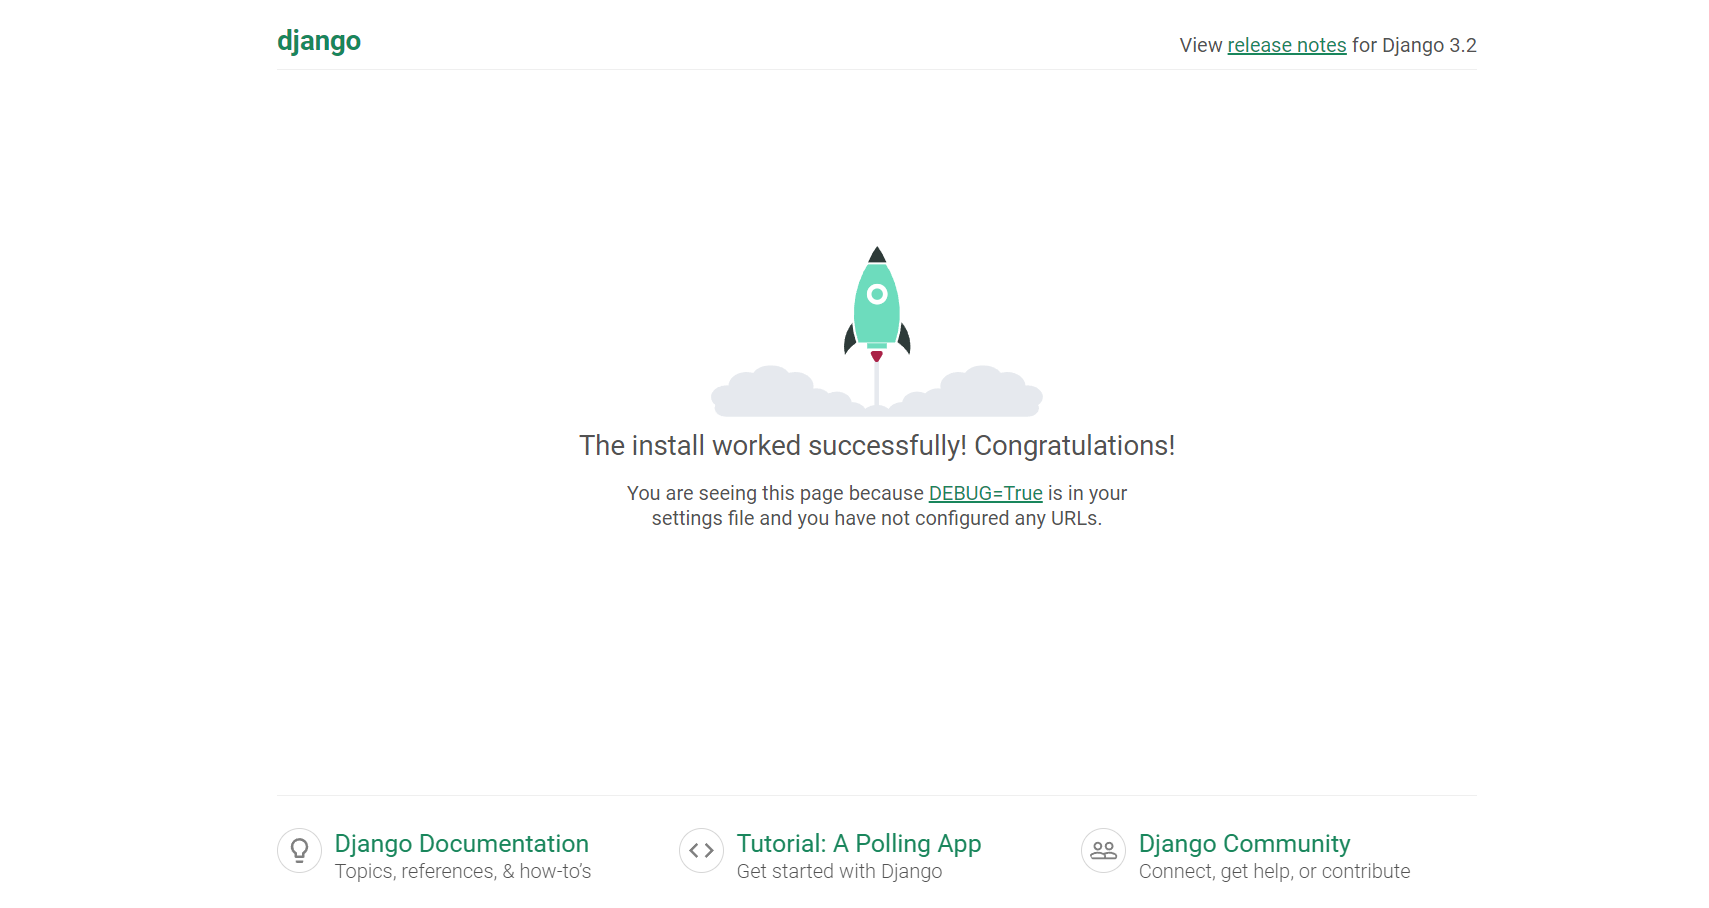 django
View release notes for Django 3.2
The install worked successfully! Congratulations!
You are seeing this page because DEBUG=True is in your
settings file and you have not configured any URLs.
Django Documentation
Topics, references, & how-to’s
Tutorial: A Polling App
Get started with Django
Django Community
Connect, get help, or contribute